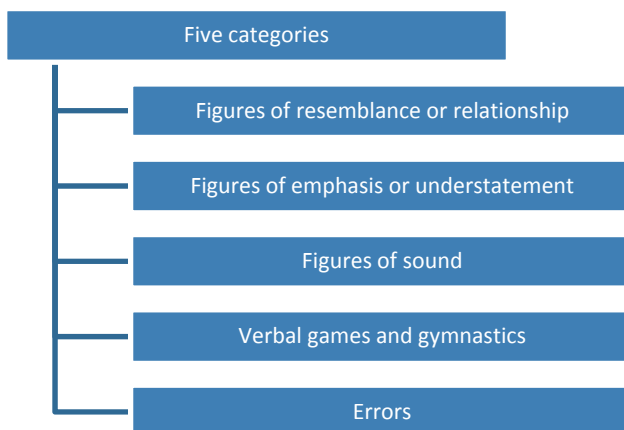 Five categories
Figures of resemblance or relationship
Figures of emphasis or understatement
Figures of sound
Verbal games and gymnastics
Errors